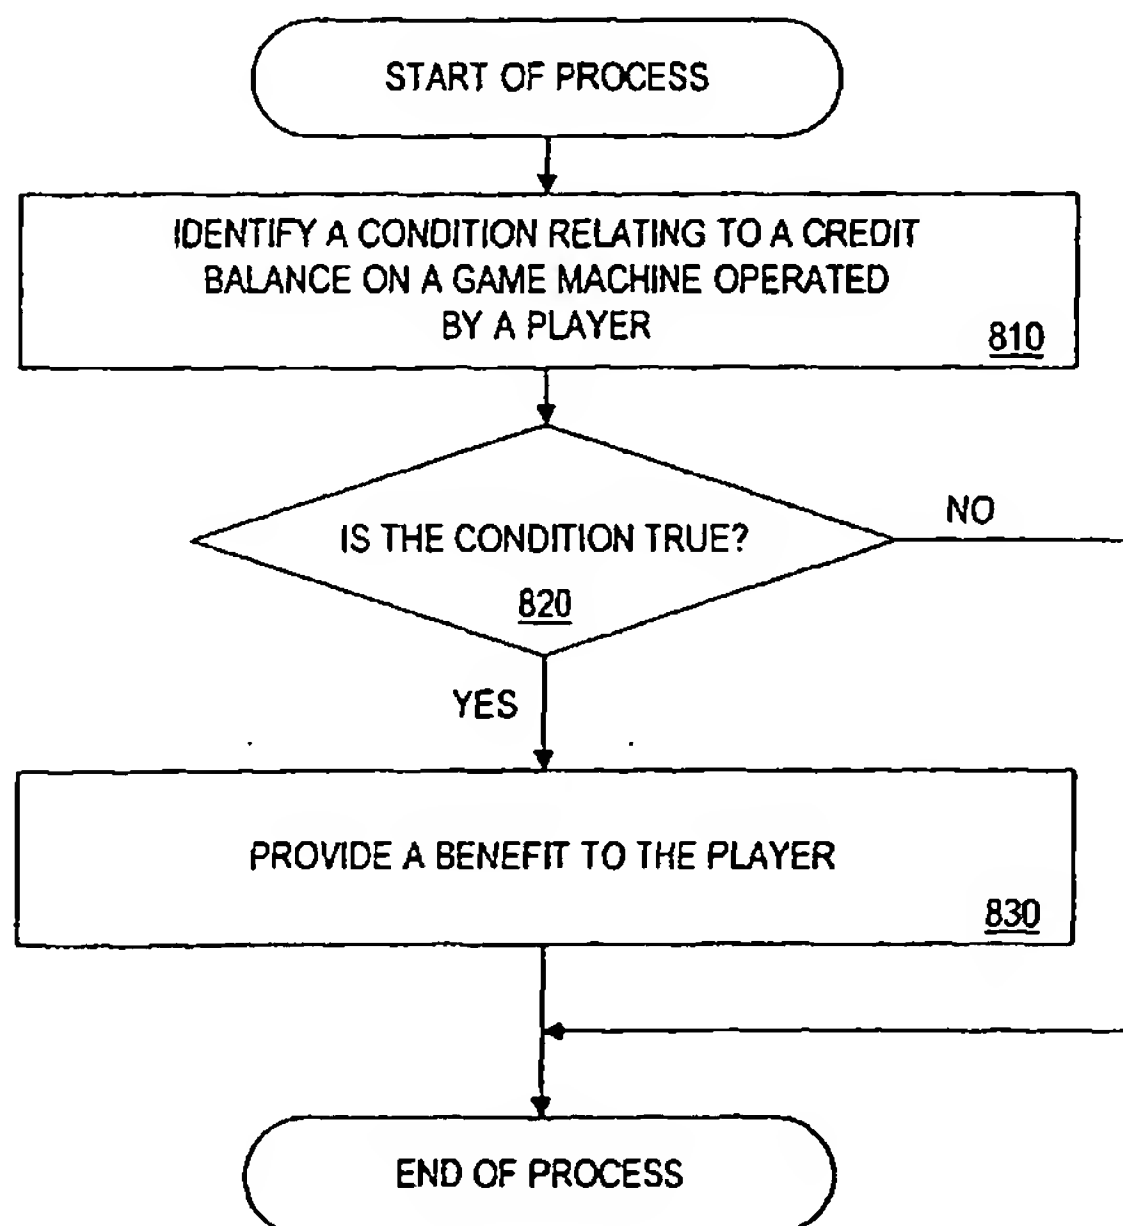 START OF PROCESS
IDENTIFY A CONDITION RELATING TO A CREDIT
BALANCE ON A GAME MACHINE OPERATED
BY A PLAYER
810
IS THE CONDITION TRUE?
820
NO
YES
PROVIDE A BENEFIT TO THE PLAYER
830
END OF PROCESS